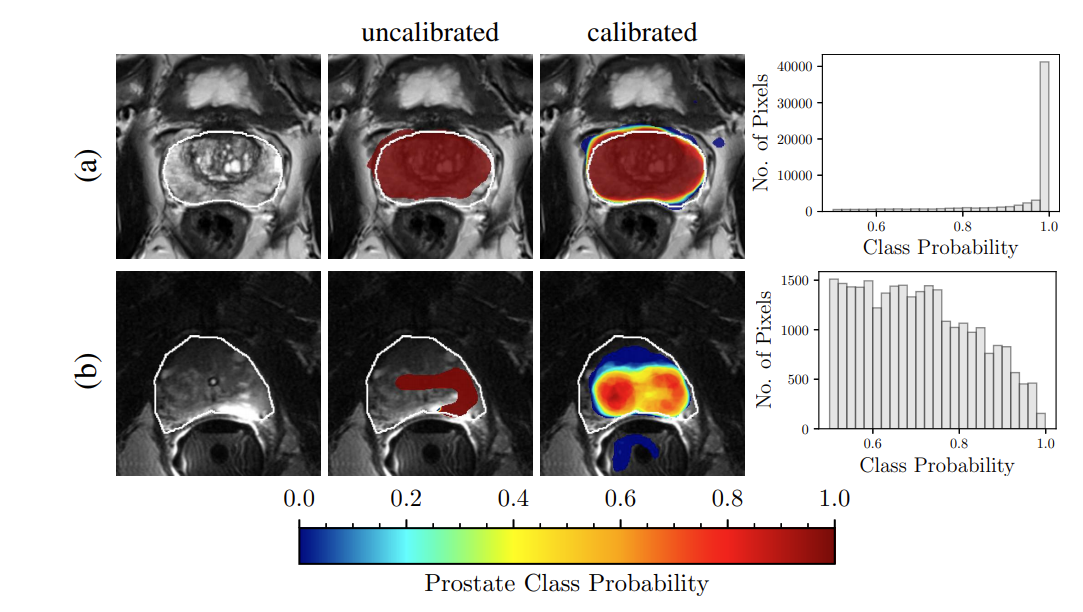 uncalibrated calibrated
(a)
40000
30000
20000
10000
0
No. of Pixels
0.6 0.8 1.0
Class Probability
(b)
1500
1000
500
0
No. of Pixels
0.6 0.8 1.0
Class Probability
0.0 0.2 0.4 0.6 0.8 1.0
Prostate Class Probability